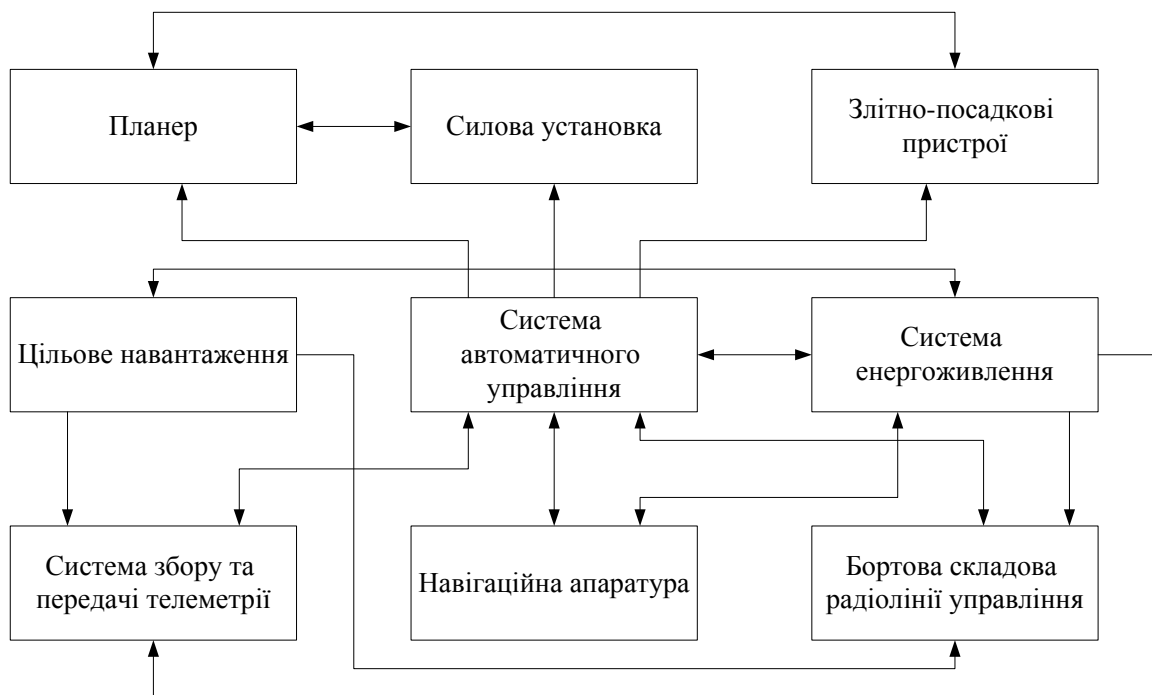 Планер
Силова установка
Злітно-посадкові
пристрої
Цільове навантаження
Система
автоматичного
управління
Система
енергоживлення
Система збору та
передачі телеметрії
Навігаційна апаратура
Бортова складова
радіолінії управління